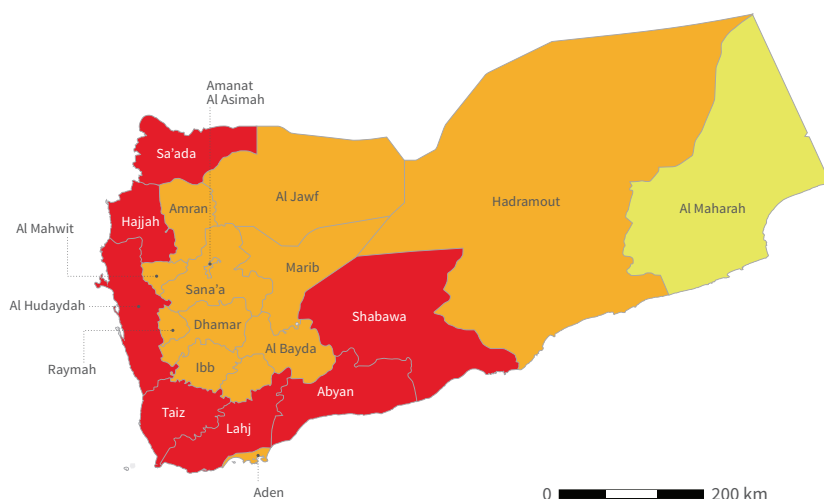 Amanat
Al Asimah
Sa’ada
Al Jawf
Hadramout
Amran
Al Maharah
Hajjah
Al Mahwit
Marib
Sana’a
Al Hudaydah
Shabawa
Dhamar
Al Bayda
Raymah
Ibb
Abyan
Taiz
Lahj
Aden
0 200 km